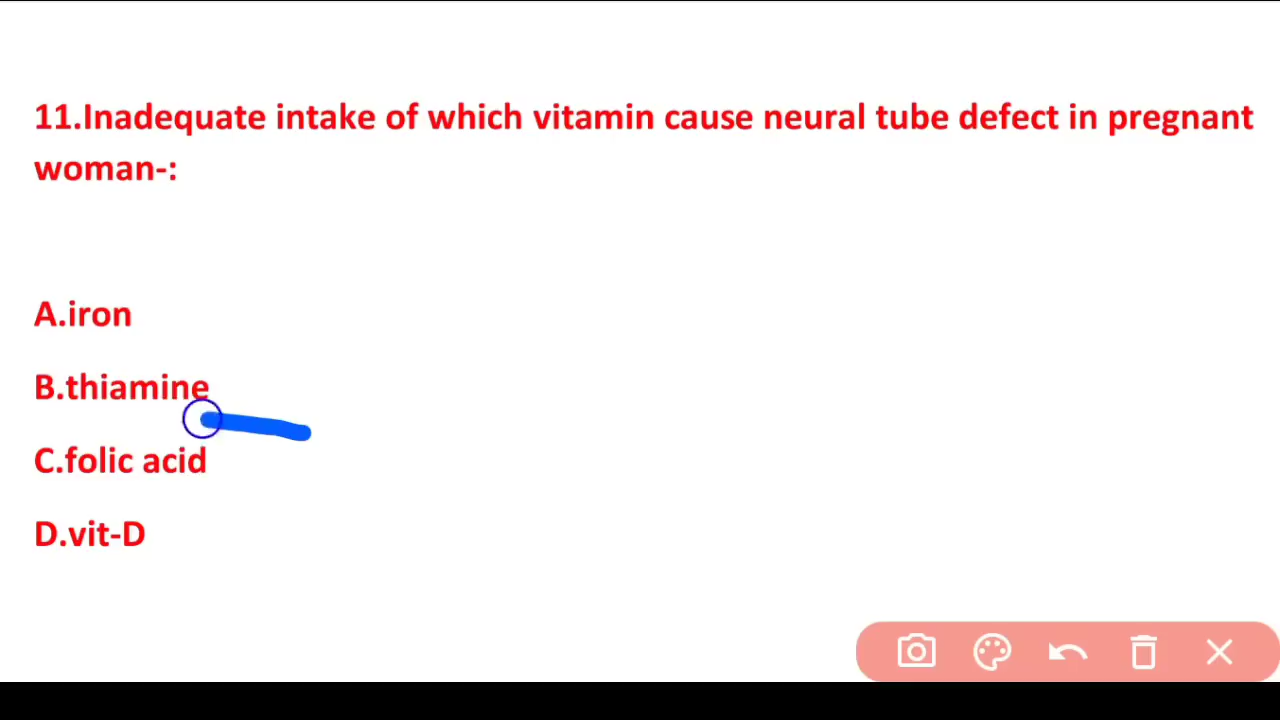 11.Inadequate intake of which vitamin cause neural tube defect in pregnant
woman-:
A.iron
B.thiamine
C.folic acid
D.vit-D